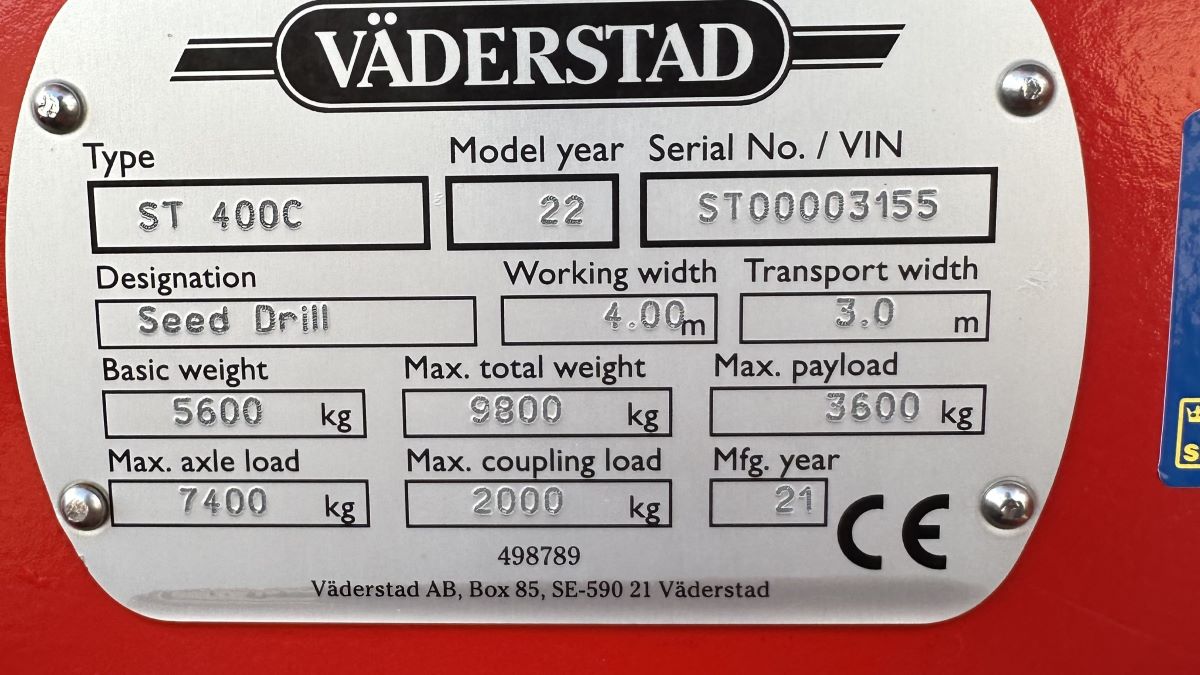 VÄDERSTAD
Type Model year Serial No. / VIN
ST 400C 22 ST00003155
Designation Working width Transport width
Seed Drill 4.00 m 3.0 m
Basic weight Max. total weight Max. payload
5600 kg 9800 kg 3600 kg
Max. axle load Max. coupling load Mfg. year
7400 kg 2000 kg 21 CE
498789
Väderstad AB, Box 85, SE-590 21 Väderstad